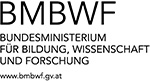 BMBWF
BUNDESMINISTERIUM
FÜR BILDUNG, WISSENSCHAFT
UND FORSCHUNG
www.bmbwf.gv.at